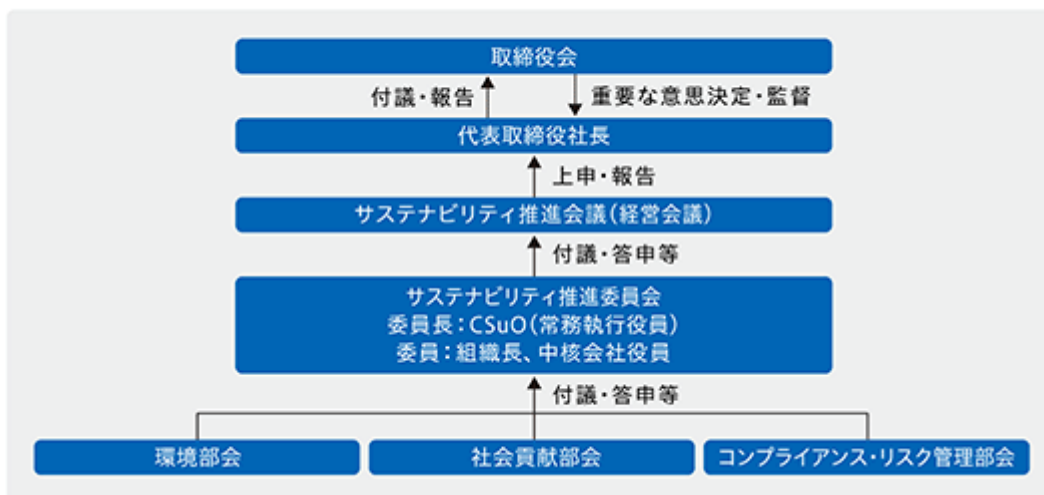 取締役会
付議・報告
重要な意思決定・監督
代表取締役社長
上申・報告
サステナビリティ推進会議(経営会議)
付議・答申等
サステナビリティ推進委員会
委員長:CSuO(常務執行役員)
委員:組織長、中核会社役員
付議・答申等
環境部会
社会貢献部会
コンプライアンス・リスク管理部会